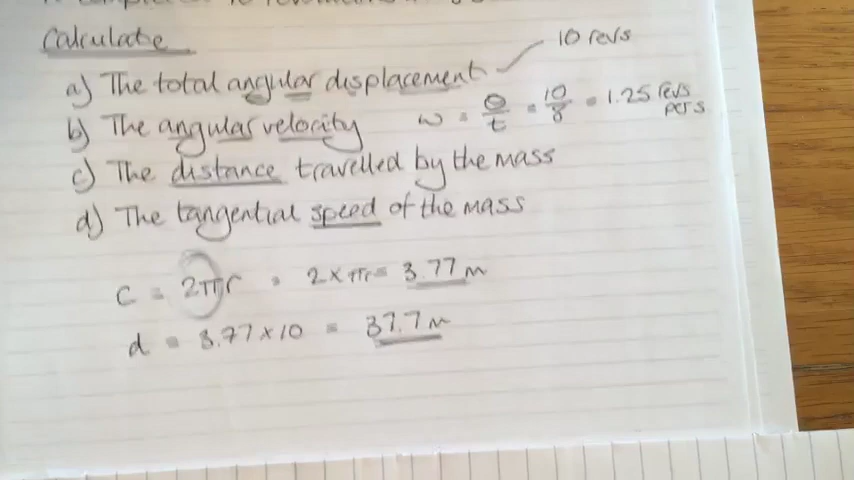 calculate
10 revs
a) The total angular displacement
b) The angular velocity ω = θ/t = 10/8 = 1.25 revs per s
c) The distance travelled by the mass
d) The tangential speed of the mass
C = 2πr = 2×πr = 3.77 m
d = 3.77×10 = 37.7 m